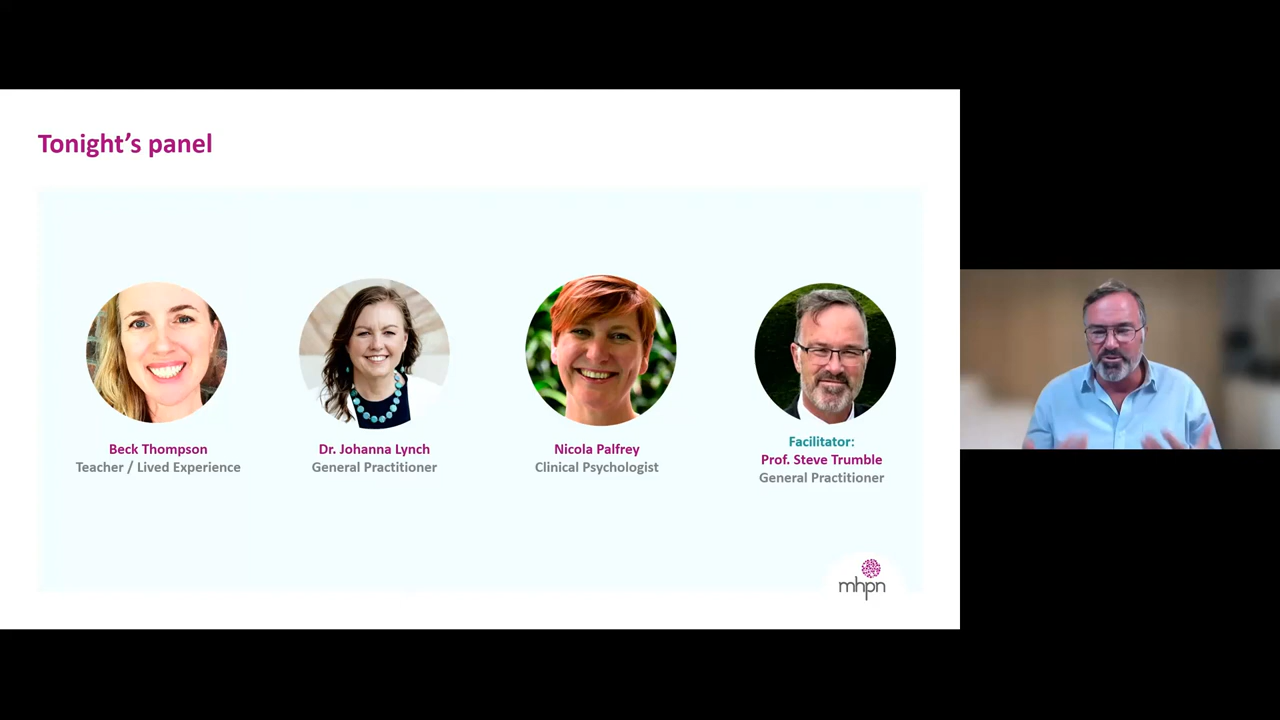 Tonight's panel
Beck Thompson
Teacher / Lived Experience
Dr. Johanna Lynch
General Practitioner
Nicola Palfrey
Clinical Psychologist
Facilitator:
Prof. Steve Trumble
General Practitioner
mhpn